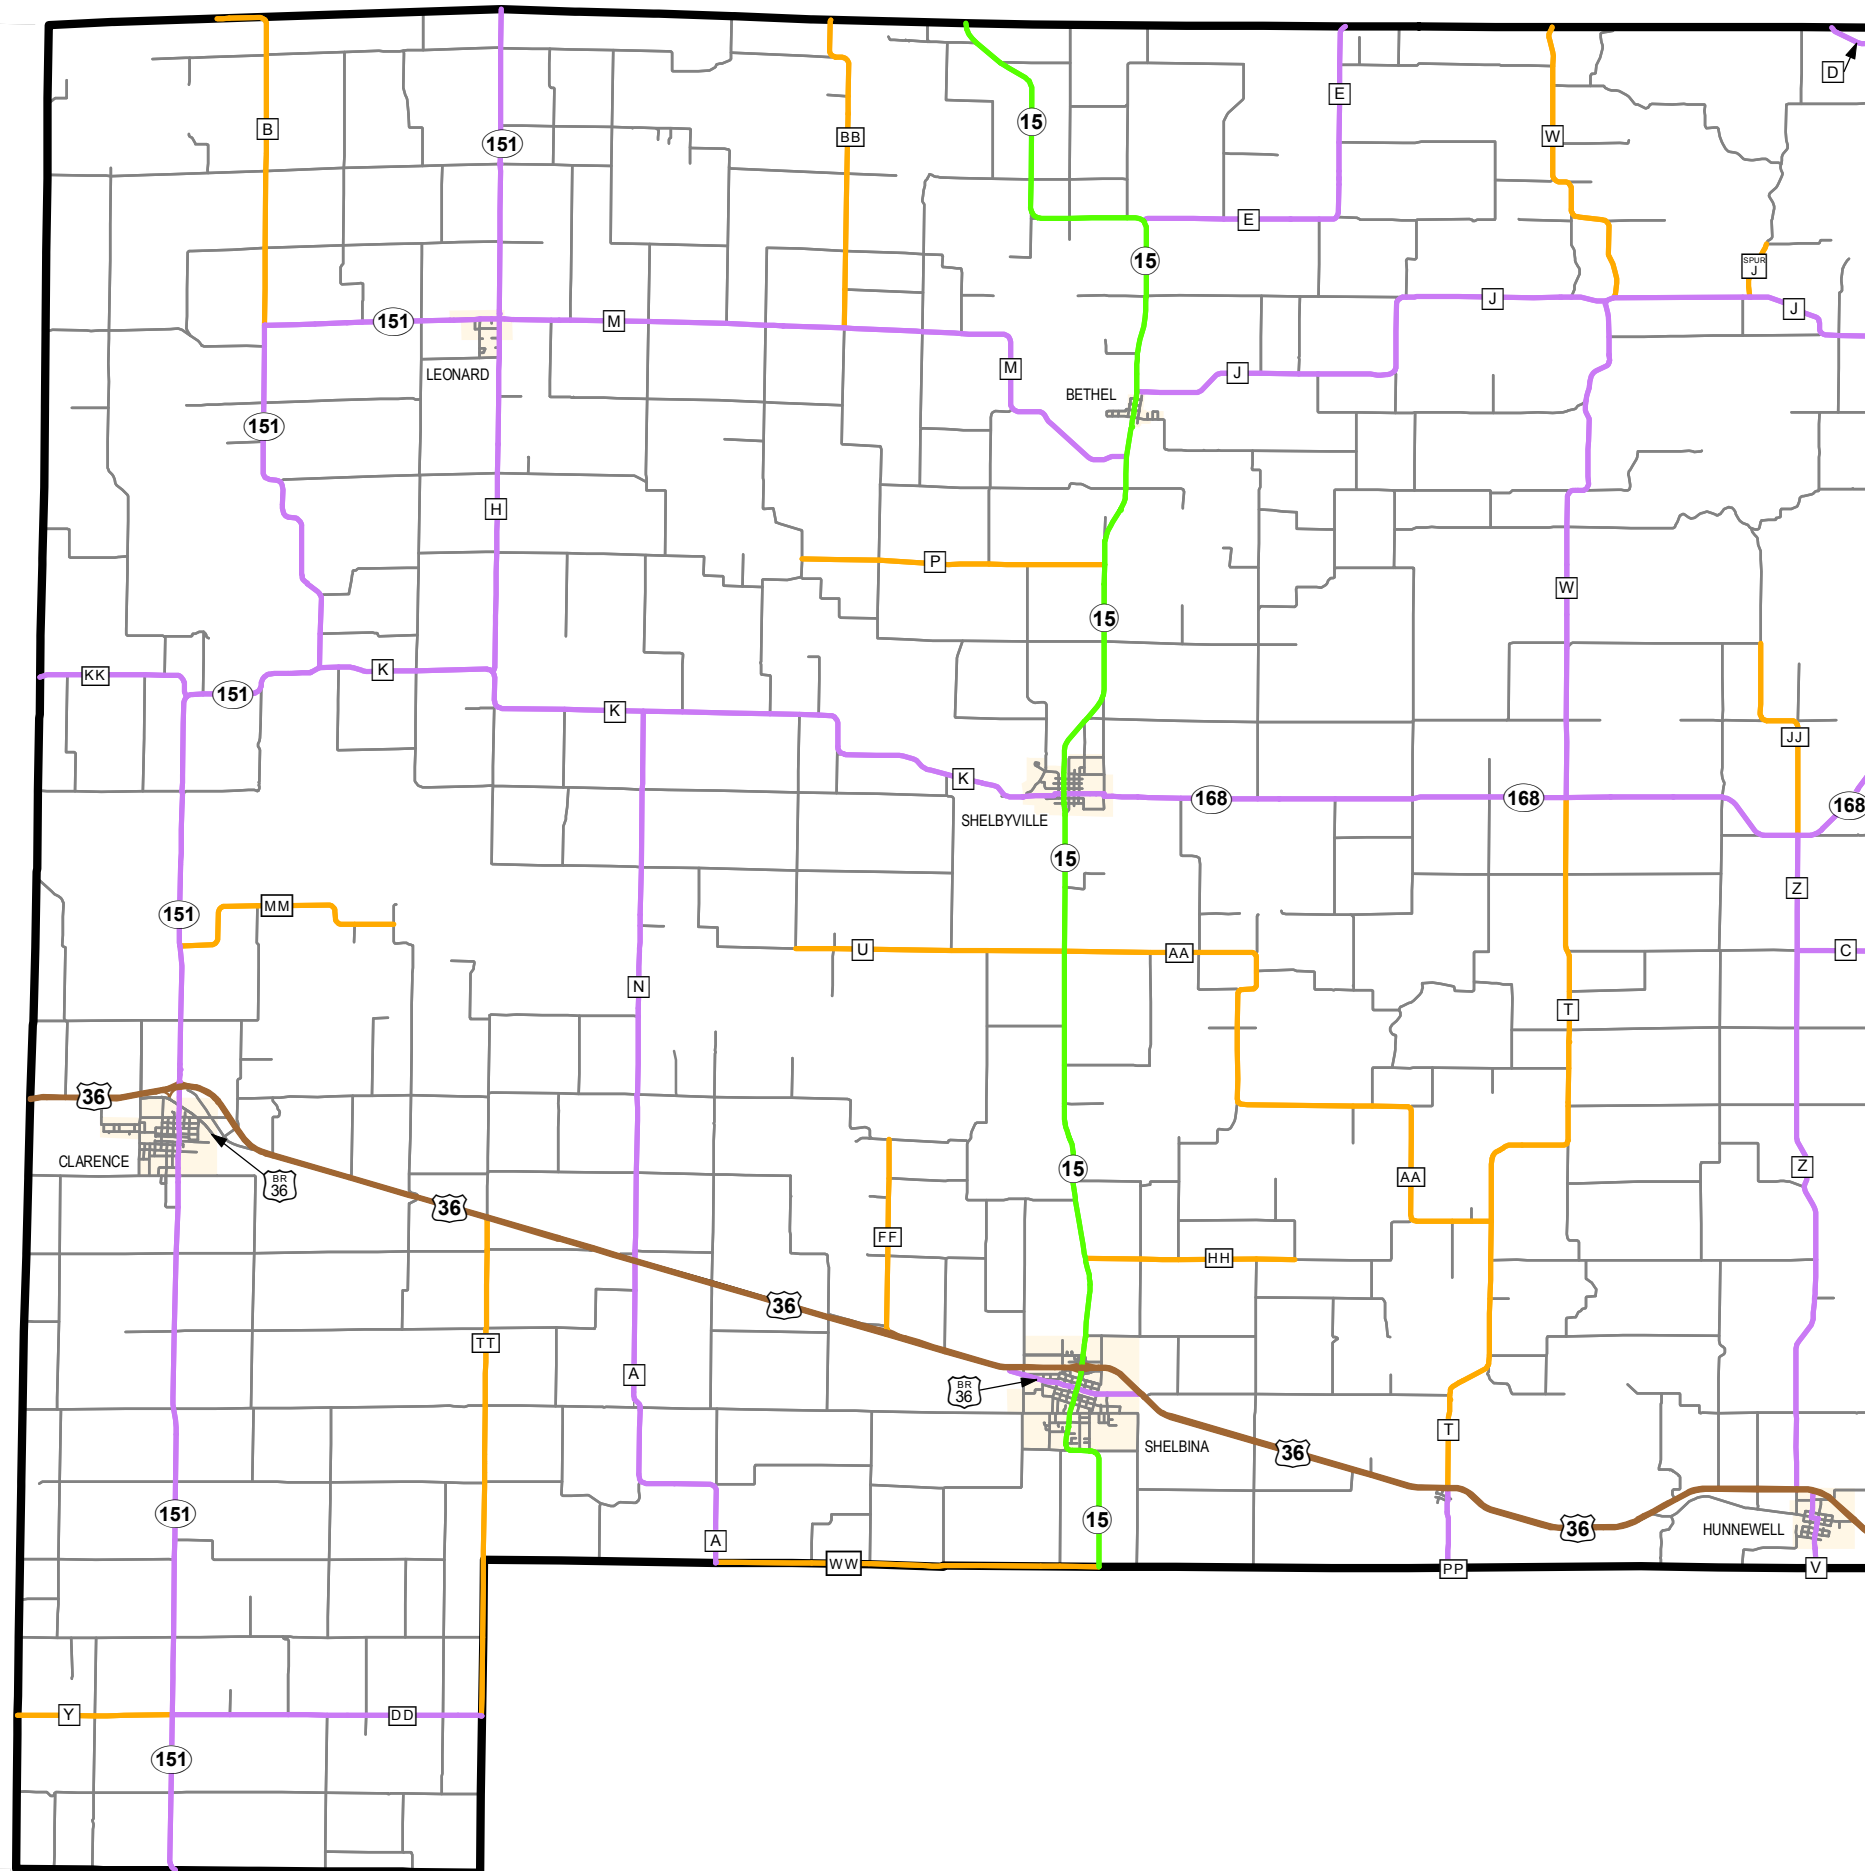 D
E
15
B
BB
W
151
E
15
SPUR
J
J
J
151
M
M
J
LEONARD
BETHEL
151
H
P
W
15
K
KK
151
K
JJ
K
168
168
168
SHELBYVILLE
15
Z
MM
151
U
AA
C
N
T
36
CLARENCE
15
Z
AA
BR
36
36
FF
HH
36
TT
A
BR
36
T
SHELBINA
36
151
15
36
HUNNEWELL
A
WW
PP
V
Y
DD
151